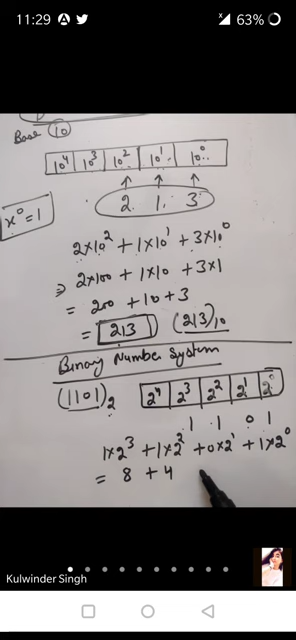 11:29
63%
Base 10
10⁴ 10³ 10² 10¹ 10⁰
x⁰=1
2 1 3
2×10² + 1×10¹ + 3×10⁰
⇒ 2×100 + 1×10 + 3×1
= 200 + 10 + 3
= 213 (213)₁₀
Binary Number System
(1101)₂ 2⁴ 2³ 2² 2¹ 2⁰
1 1 0 1
1×2³ + 1×2² + 0×2¹ + 1×2⁰
= 8 + 4
Kulwinder Singh